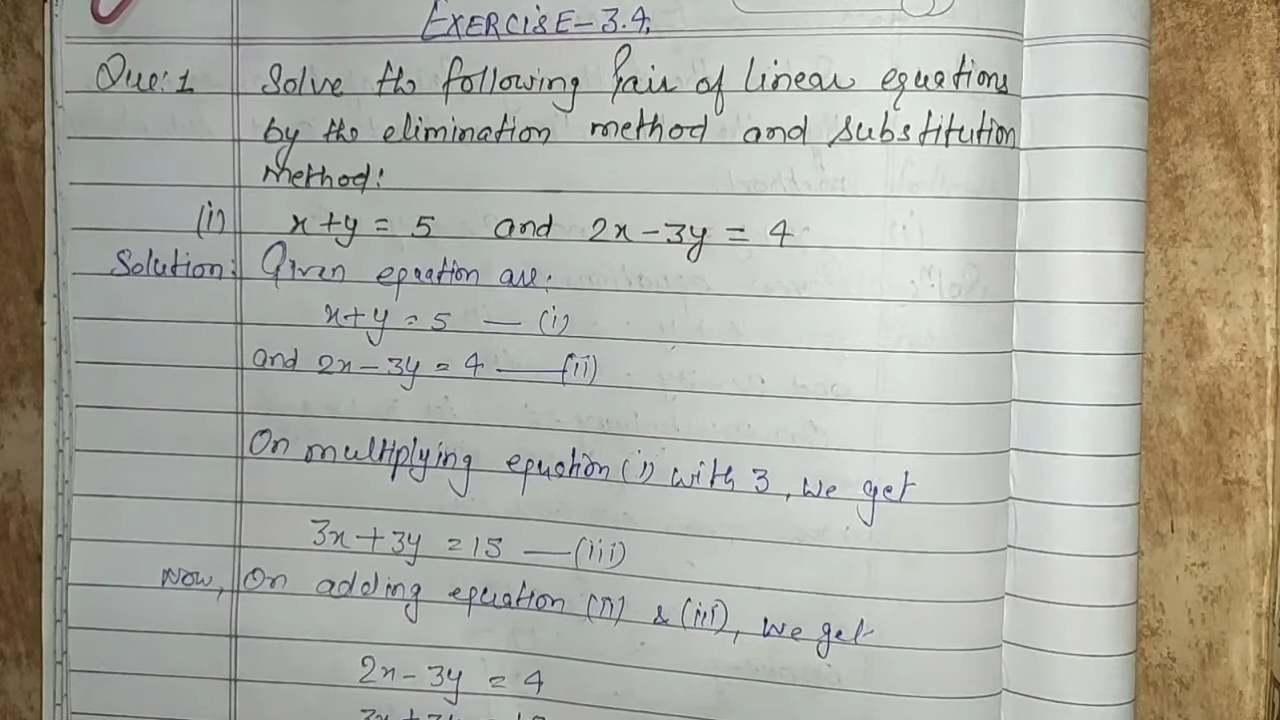 EXERCISE-3.4
Que:1 Solve the following Pair of linear equations
by the elimination method and substitution
method:
(i) x+y = 5 and 2x-3y = 4
Solution: Given equation are:
x+y = 5 — (i)
and 2x-3y = 4 — (ii)
On multiplying equation (i) with 3, we get
3x+3y = 15 — (iii)
Now, On adding equation (ii) & (iii), we get
2x-3y = 4